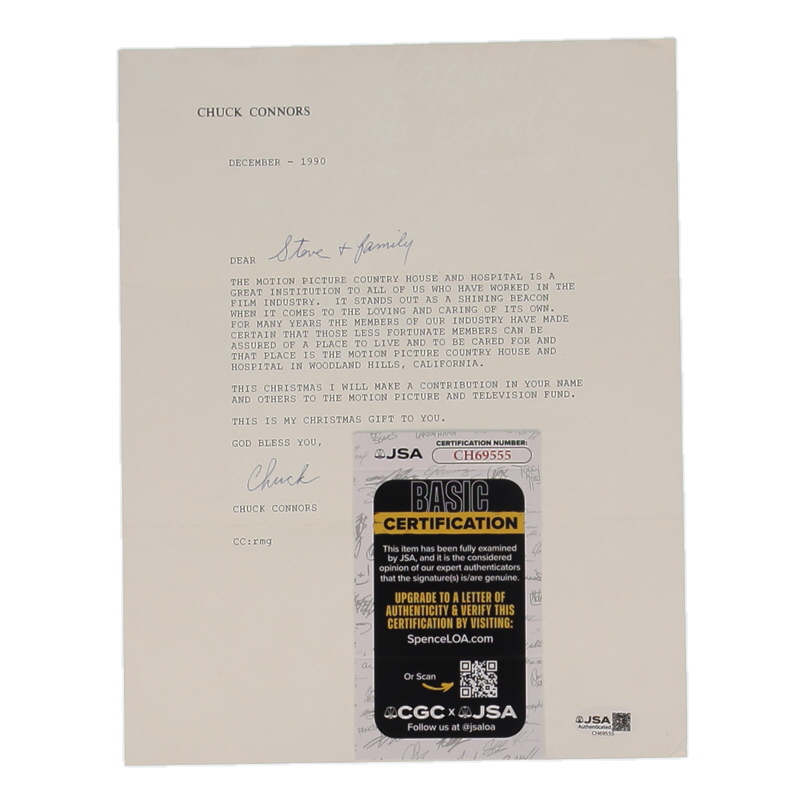 CHUCK CONNORS
DECEMBER - 1990
DEAR Steve + family
THE MOTION PICTURE COUNTRY HOUSE AND HOSPITAL IS A
GREAT INSTITUTION TO ALL OF US WHO HAVE WORKED IN THE
FILM INDUSTRY. IT STANDS OUT AS A SHINING BEACON
WHEN IT COMES TO THE LOVING AND CARING OF ITS OWN.
FOR MANY YEARS THE MEMBERS OF OUR INDUSTRY HAVE MADE
CERTAIN THAT THOSE LESS FORTUNATE MEMBERS CAN BE
ASSURED OF A PLACE TO LIVE AND TO BE CARED FOR AND
THAT PLACE IS THE MOTION PICTURE COUNTRY HOUSE AND
HOSPITAL IN WOODLAND HILLS, CALIFORNIA.
THIS CHRISTMAS I WILL MAKE A CONTRIBUTION IN YOUR NAME
AND OTHERS TO THE MOTION PICTURE AND TELEVISION FUND.
THIS IS MY CHRISTMAS GIFT TO YOU.
GOD BLESS YOU,
Chuck
CHUCK CONNORS
CC:rmg
JSA
CERTIFICATION NUMBER:
CH69555
BASIC
CERTIFICATION
This item has been fully examined
by JSA, and it is the considered
opinion of our expert authenticators
that the signature(s) is/are genuine.
UPGRADE TO A LETTER OF
AUTHENTICITY & VERIFY THIS
CERTIFICATION BY VISITING:
SpenceLOA.com
Or Scan
CGC x JSA
Follow us at @jsaloa
JSA
Authenticated
CH69555